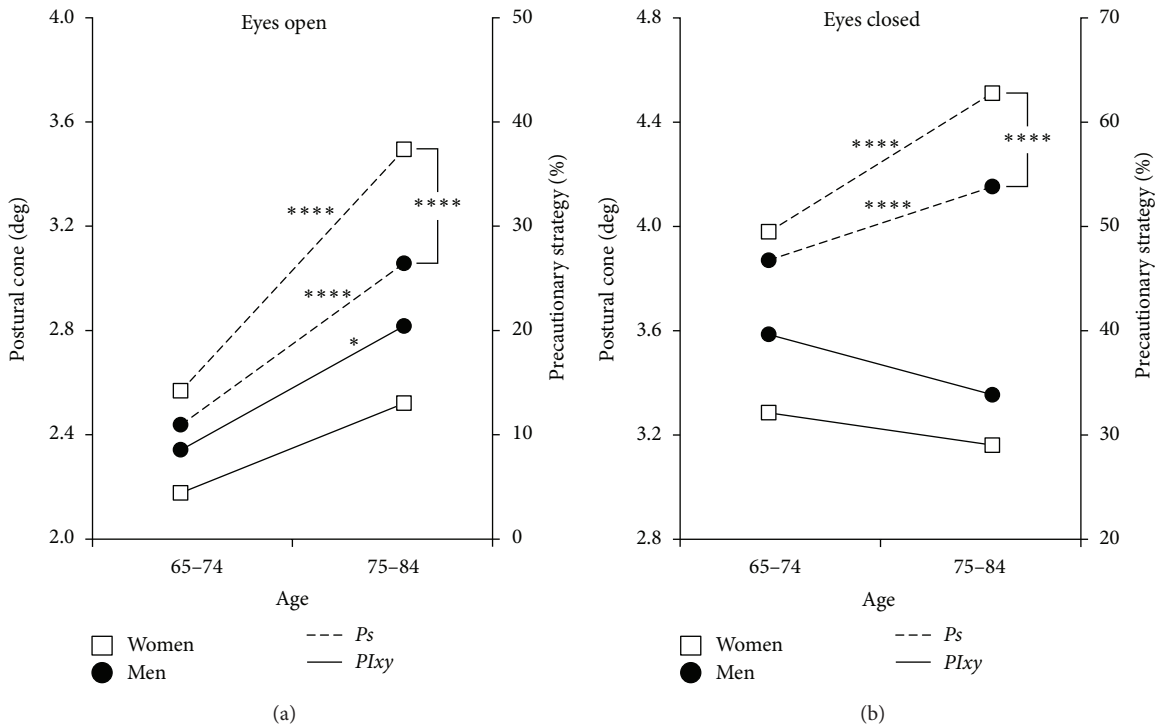 Eyes open
4.0
3.6
3.2
2.8
2.4
2.0
Postural cone (deg)
50
40
30
20
10
0
Precautionary strategy (%)
****
****
****
*
65–74 75–84
Age
Women Ps
Men PIxy
(a)
Eyes closed
4.8
4.4
4.0
3.6
3.2
2.8
Postural cone (deg)
70
60
50
40
30
20
Precautionary strategy (%)
****
****
****
65–74 75–84
Age
Women Ps
Men PIxy
(b)